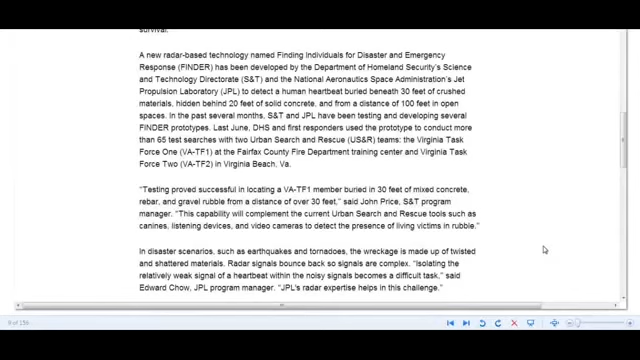 survival.
A new radar-based technology named Finding Individuals for Disaster and Emergency
Response (FINDER) has been developed by the Department of Homeland Security's Science
and Technology Directorate (S&T) and the National Aeronautics Space Administration's Jet
Propulsion Laboratory (JPL) to detect a human heartbeat buried beneath 30 feet of crushed
materials, hidden behind 20 feet of solid concrete, and from a distance of 100 feet in open
spaces. In the past several months, S&T and JPL have been testing and developing several
FINDER prototypes. Last June, DHS and first responders used the prototype to conduct more
than 65 test searches with two Urban Search and Rescue (US&R) teams: the Virginia Task
Force One (VA-TF1) at the Fairfax County Fire Department training center and Virginia Task
Force Two (VA-TF2) in Virginia Beach, Va.
“Testing proved successful in locating a VA-TF1 member buried in 30 feet of mixed concrete,
rebar, and gravel rubble from a distance of over 30 feet,” said John Price, S&T program
manager. “This capability will complement the current Urban Search and Rescue tools such as
canines, listening devices, and video cameras to detect the presence of living victims in rubble.”
In disaster scenarios, such as earthquakes and tornadoes, the wreckage is made up of twisted
and shattered materials. Radar signals bounce back so signals are complex. “Isolating the
relatively weak signal of a heartbeat within the noisy signals becomes a difficult task,” said
Edward Chow, JPL program manager. “JPL's radar expertise helps in this challenge.”
9 of 156